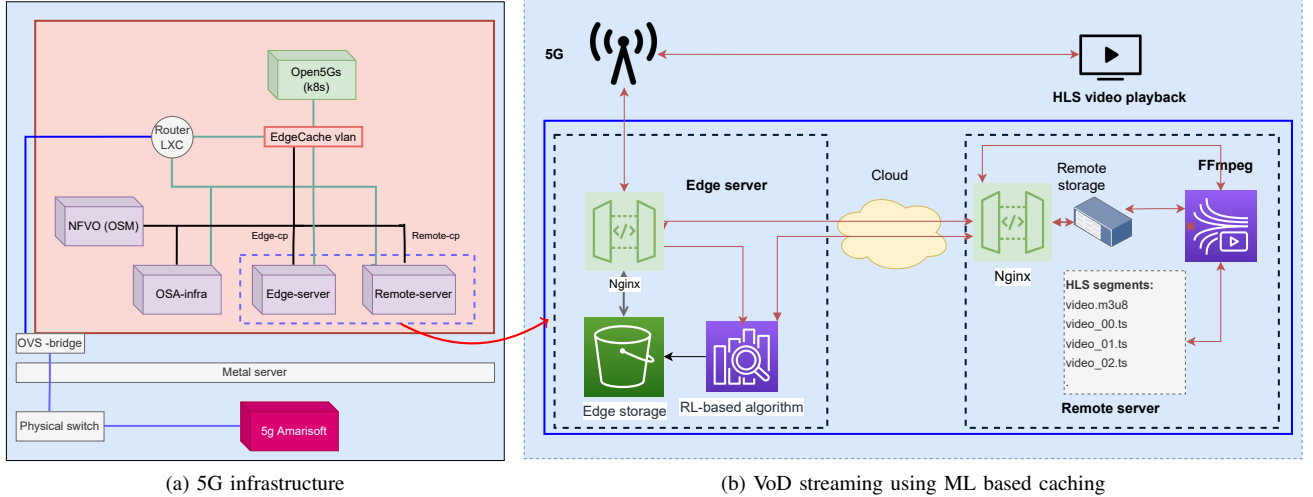 Open5Gs
(k8s)
Router
LXC
EdgeCache vlan
NFVO (OSM)
Edge-cp
Remote-cp
OSA-infra
Edge-server
Remote-server
OVS -bridge
Metal server
Physical switch
5g Amarisoft
(a) 5G infrastructure
5G
HLS video playback
Edge server
Cloud
Remote
storage
FFmpeg
Nginx
Nginx
HLS segments:
video.m3u8
video_00.ts
video_01.ts
video_02.ts
.
Edge storage
RL-based algorithm
Remote server
(b) VoD streaming using ML based caching